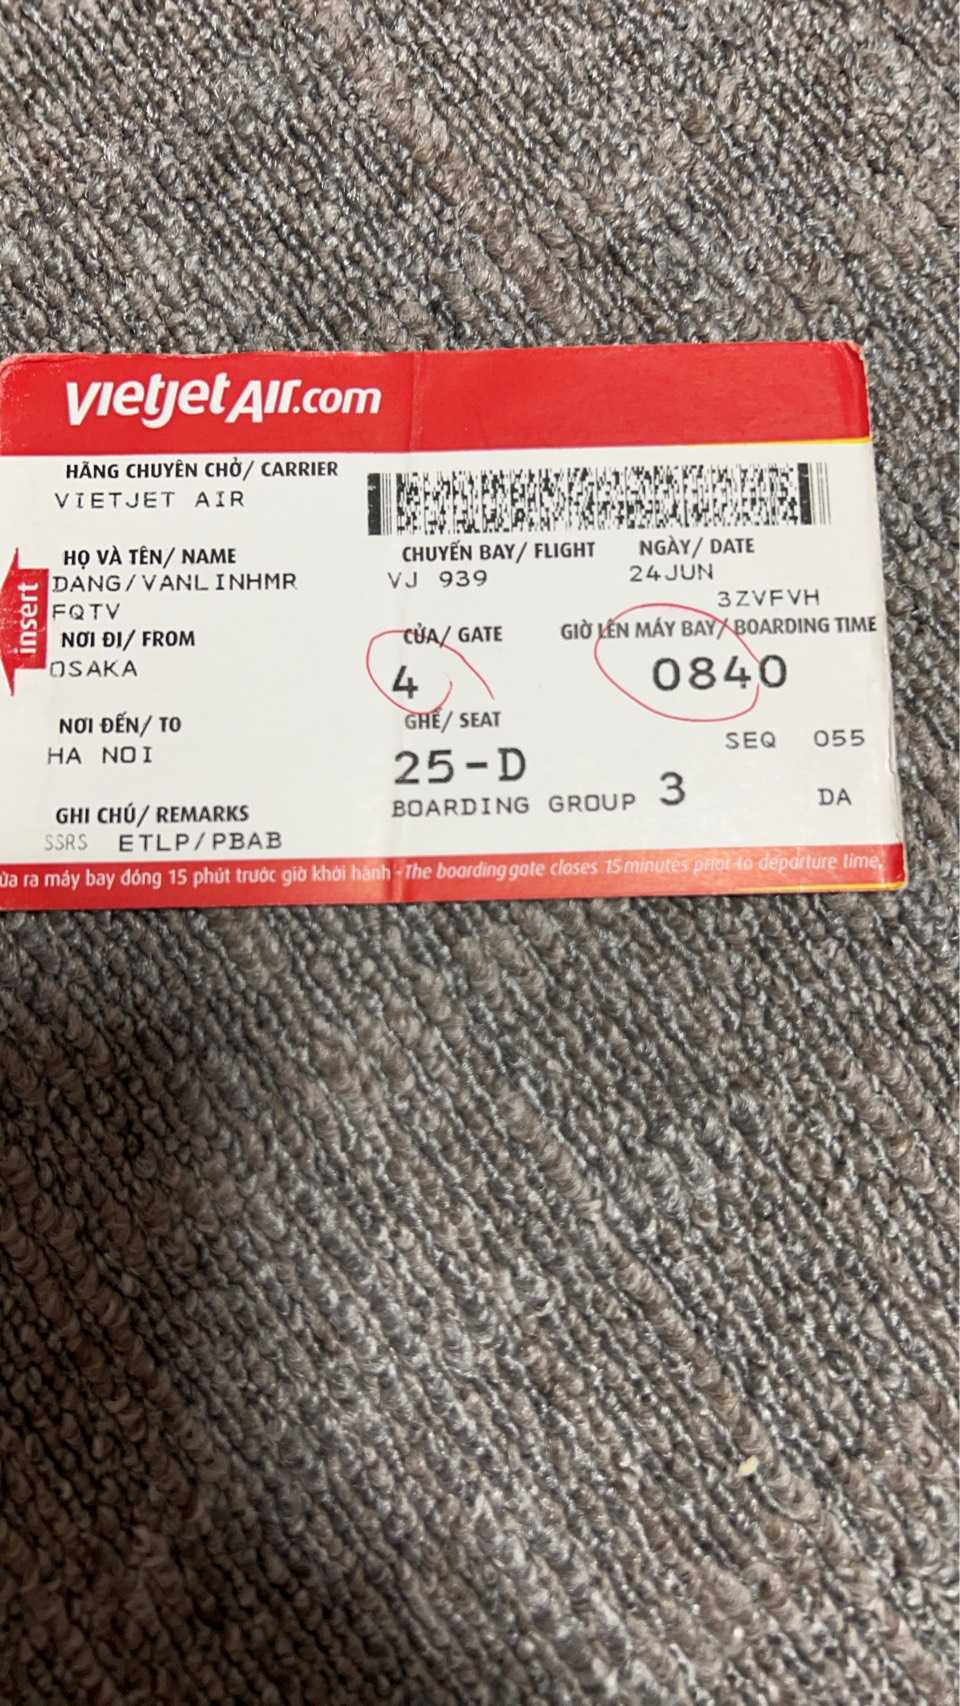 vietjetAir.com
HÃNG CHUYÊN CHỞ/ CARRIER
VIETJET AIR
HỌ VÀ TÊN/ NAME
DANG/VANLINHMR
FQTV
insert
NƠI ĐI/ FROM
OSAKA
NƠI ĐẾN/ TO
HA NOI
GHI CHÚ/ REMARKS
SSRS ETLP/PBAB
CHUYẾN BAY/ FLIGHT
VJ 939
NGÀY/ DATE
24JUN
3ZVFVH
CỬA/ GATE
4
GIỜ LÊN MÁY BAY/ BOARDING TIME
0840
GHẾ/ SEAT
25-D
SEQ 055
BOARDING GROUP 3
DA
ra máy bay đóng 15 phút trước giờ khởi hành - The boarding gate closes 15 minutes prior to departure time.